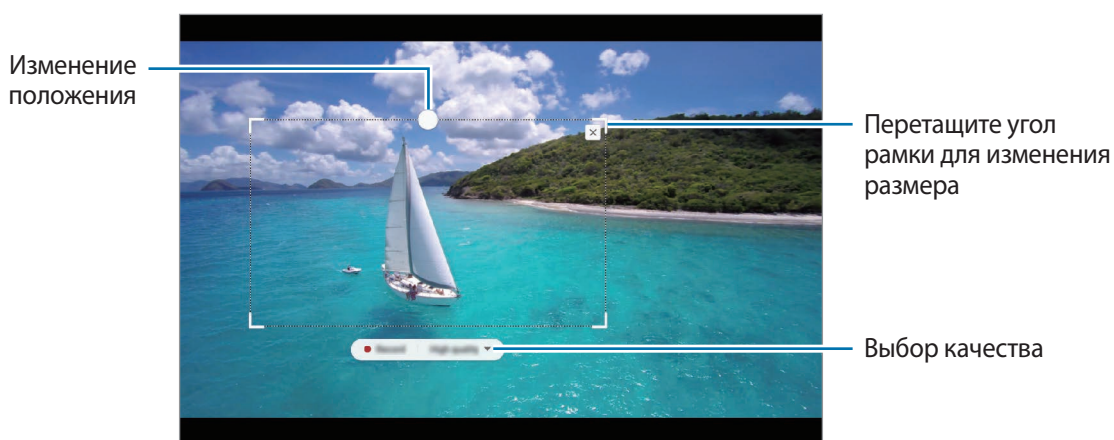 Изменение
положения
Перетащите угол
рамки для изменения
размера
Выбор качества